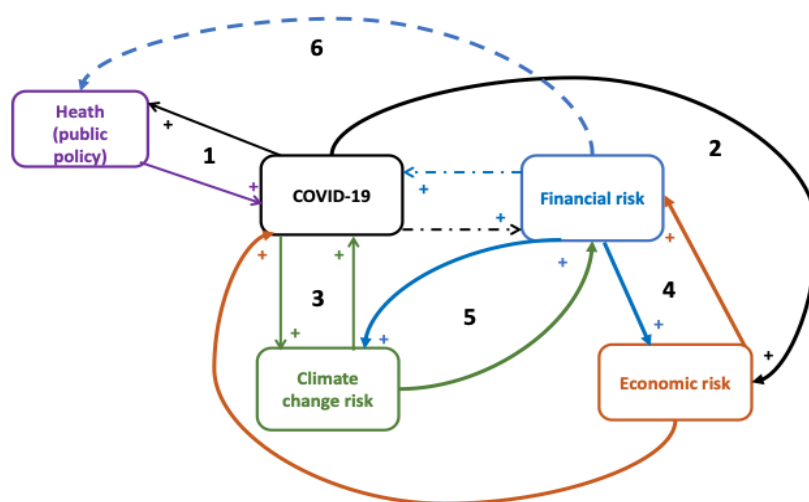 6
Heath
(public
policy)
+
1
2
+
COVID-19
+
+
Financial risk
+
+
+
+
3
+
5
4
+
+
+
+
Climate
change risk
Economic risk